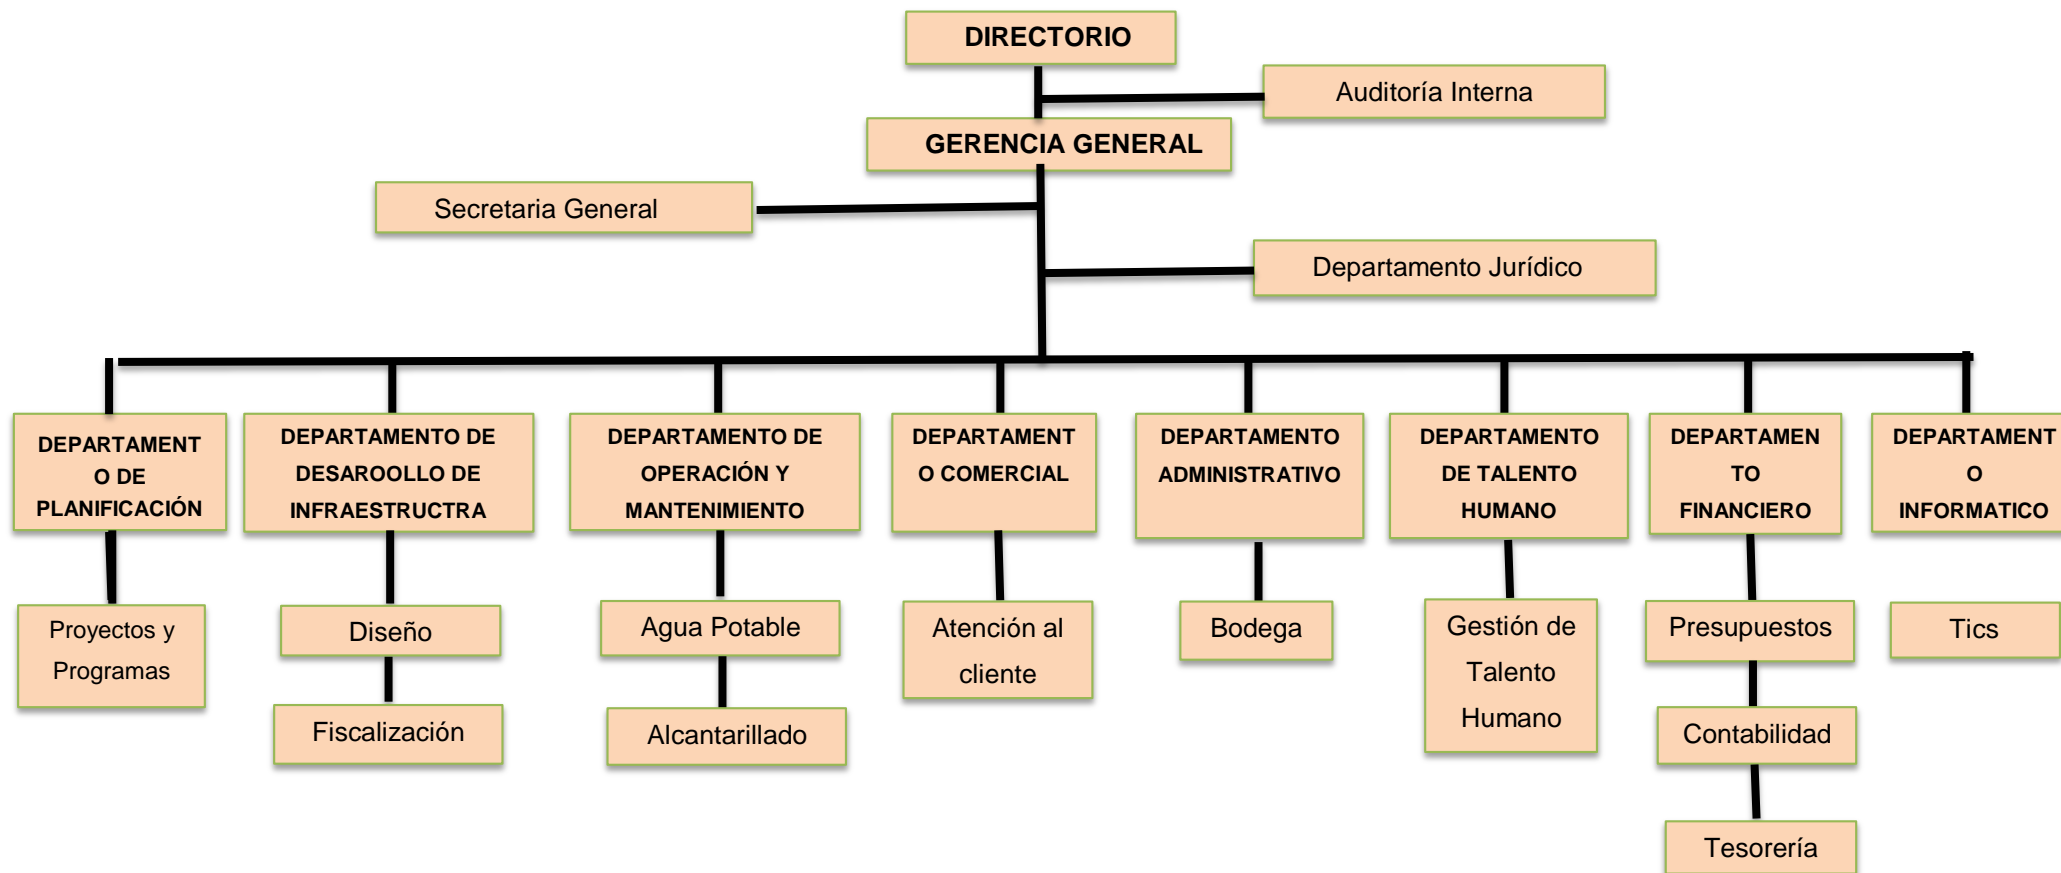 DIRECTORIO
Auditoría Interna
GERENCIA GENERAL
Secretaria General
Departamento Jurídico
DEPARTAMENT
O DE
PLANIFICACIÓN
DEPARTAMENTO DE
DESAROOLLO DE
INFRAESTRUCTRA
DEPARTAMENTO DE
OPERACIÓN Y
MANTENIMIENTO
DEPARTAMENT
O COMERCIAL
DEPARTAMENTO
ADMINISTRATIVO
DEPARTAMENTO
DE TALENTO
HUMANO
DEPARTAMEN
TO
FINANCIERO
DEPARTAMENT
O
INFORMATICO
Proyectos y
Programas
Diseño
Agua Potable
Atención al
cliente
Bodega
Gestión de
Talento
Humano
Presupuestos
Tics
Fiscalización
Alcantarillado
Contabilidad
Tesorería